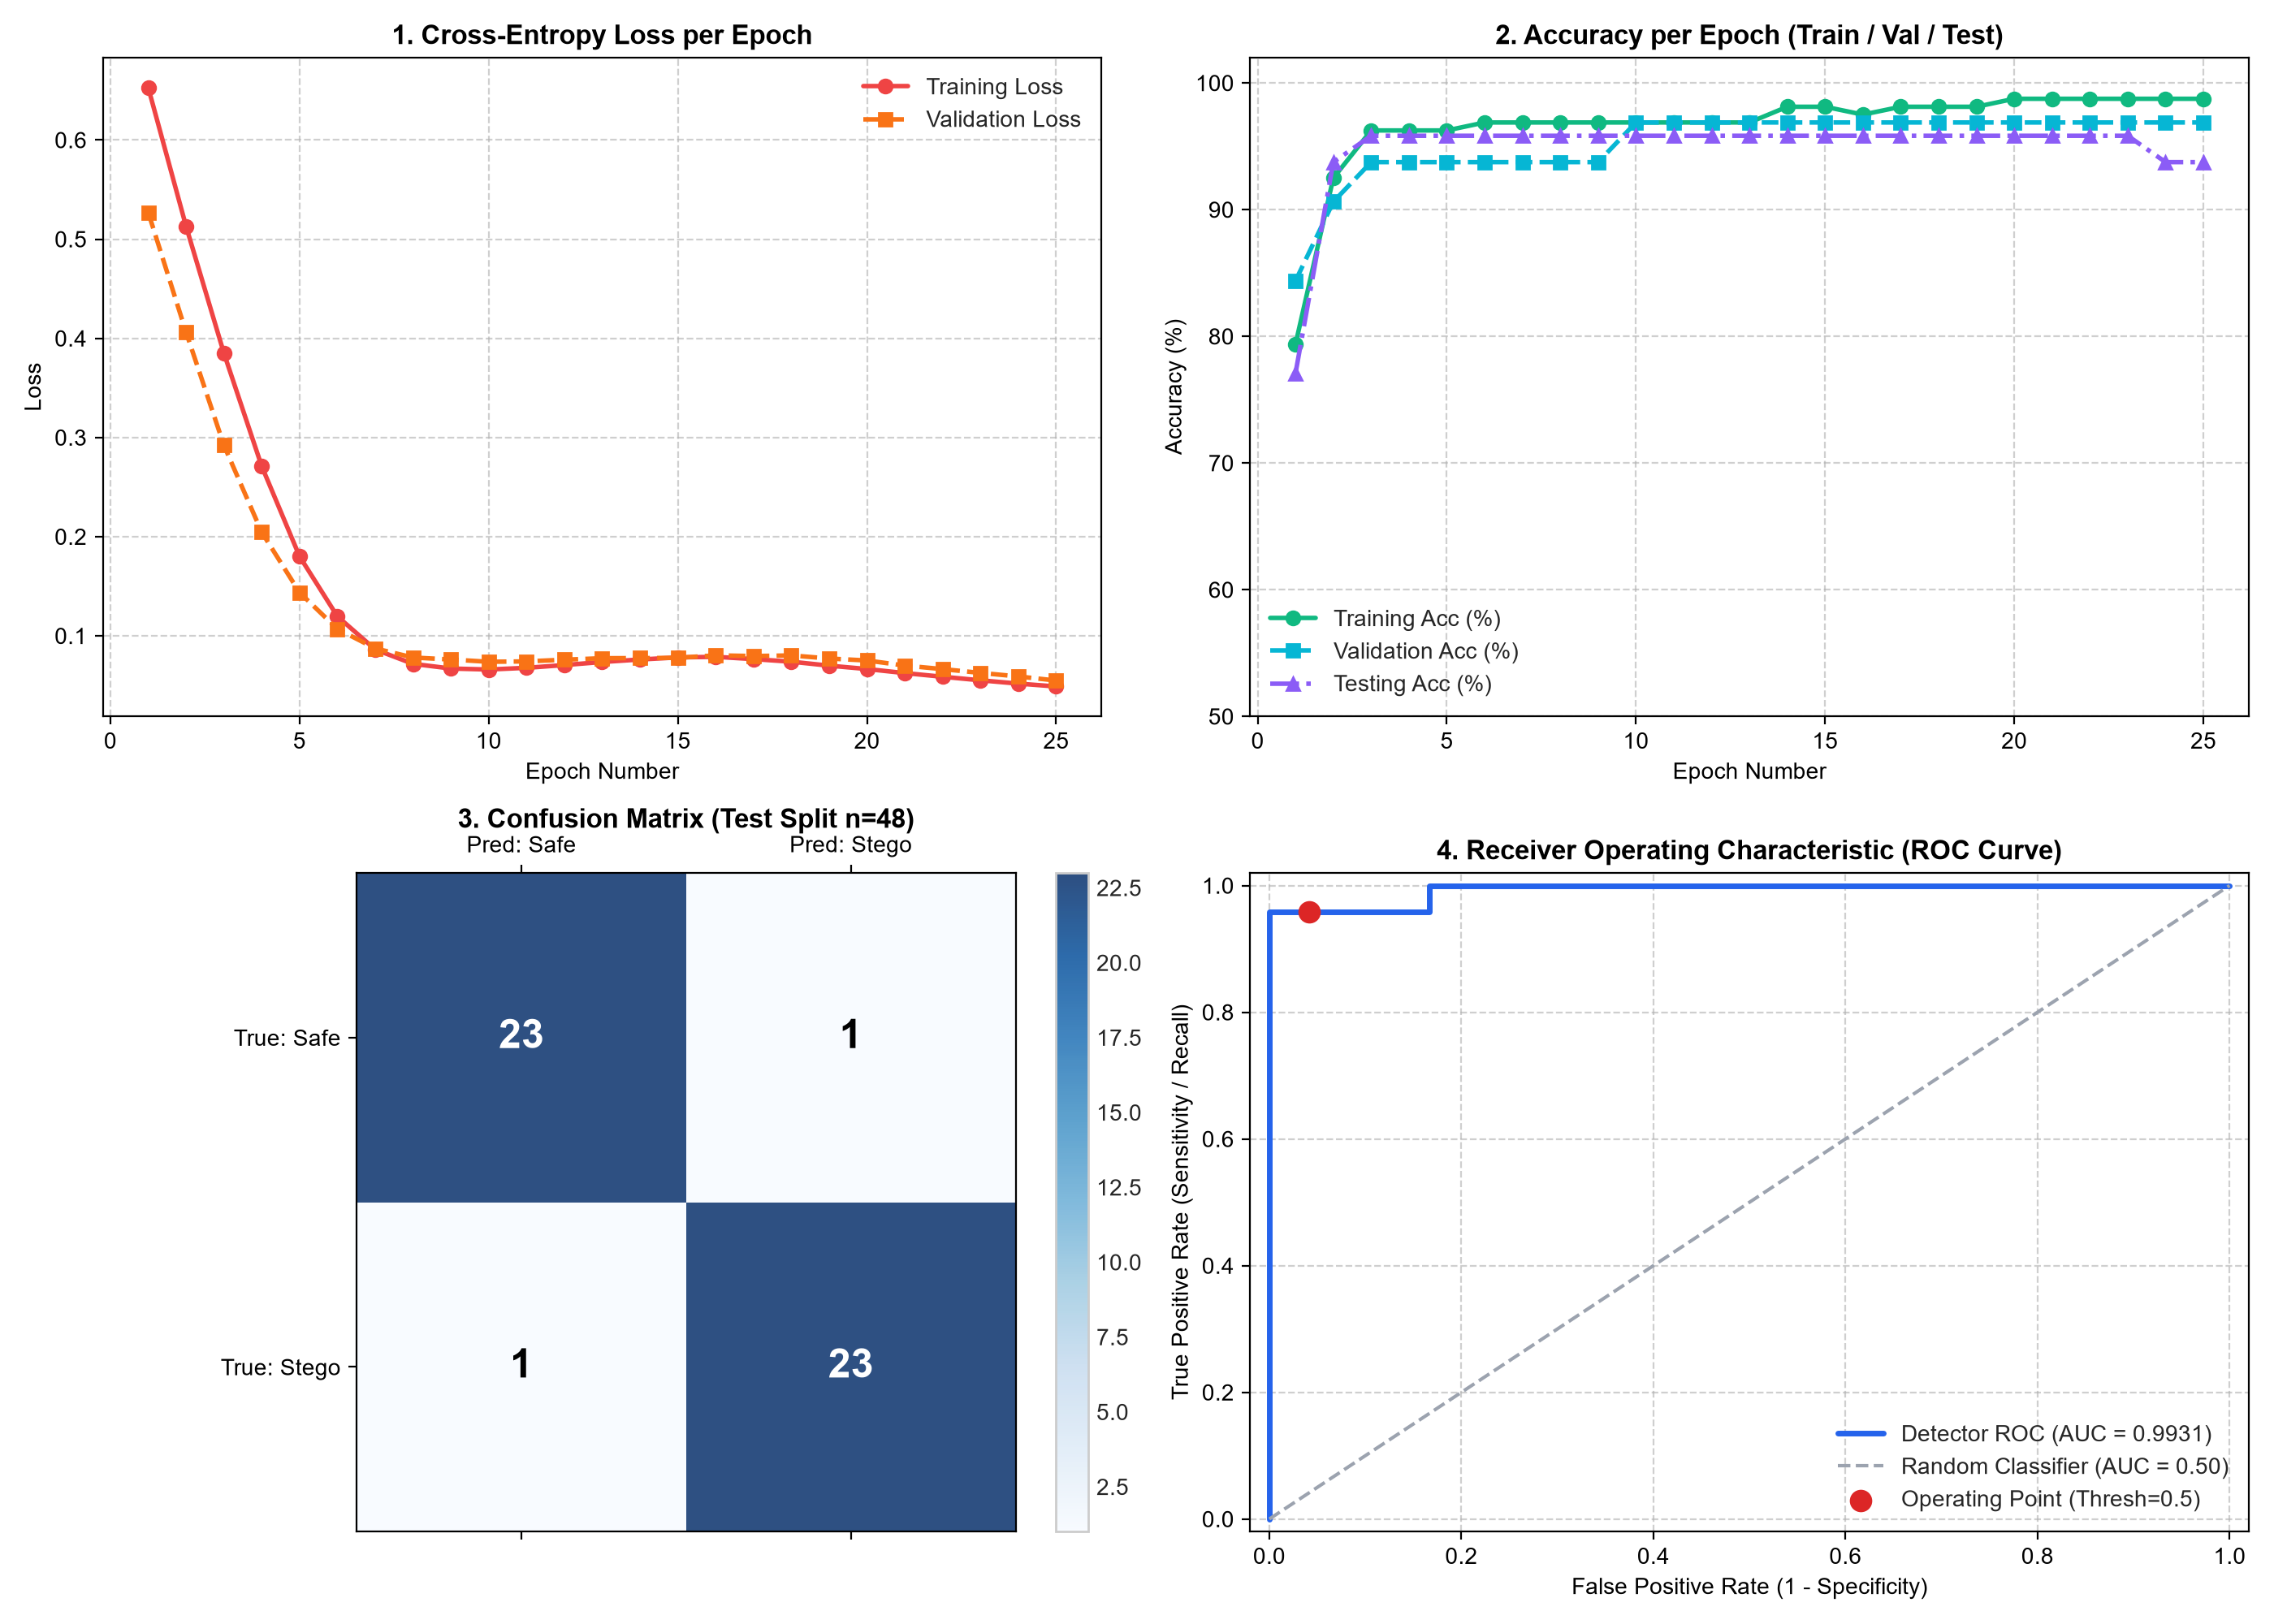 1. Cross-Entropy Loss per Epoch
Training Loss
Validation Loss
0.6
0.5
0.4
0.3
0.2
0.1
Loss
0 5 10 15 20 25
Epoch Number
2. Accuracy per Epoch (Train / Val / Test)
100
90
80
70
60
50
Accuracy (%)
Training Acc (%)
Validation Acc (%)
Testing Acc (%)
0 5 10 15 20 25
Epoch Number
3. Confusion Matrix (Test Split n=48)
Pred: Safe Pred: Stego
True: Safe
True: Stego
23 1
1 23
22.5
20.0
17.5
15.0
12.5
10.0
7.5
5.0
2.5
4. Receiver Operating Characteristic (ROC Curve)
1.0
0.8
0.6
0.4
0.2
0.0
True Positive Rate (Sensitivity / Recall)
Detector ROC (AUC = 0.9931)
Random Classifier (AUC = 0.50)
Operating Point (Thresh=0.5)
0.0 0.2 0.4 0.6 0.8 1.0
False Positive Rate (1 - Specificity)